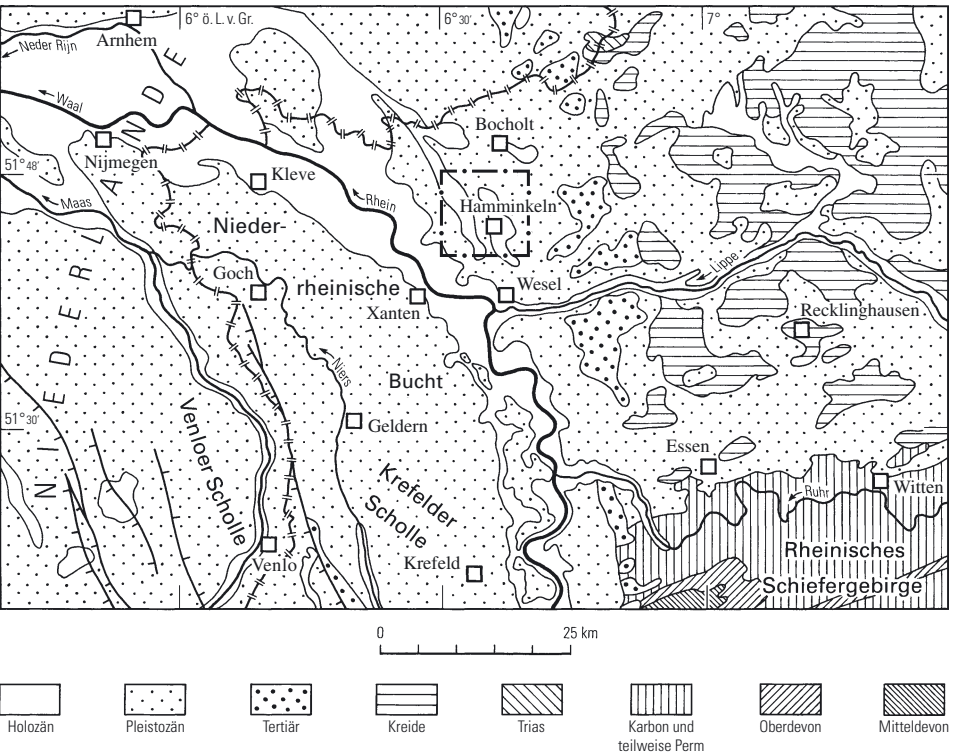 6° ö. L. v. Gr.
6° 30'
7°
Arnhem
Neder Rijn
NIEDERLANDE
Waal
Bocholt
51° 48'
Nijmegen
Kleve
Rhein
Maas
Hamminkeln
Nieder-
rheinische
Bucht
Lippe
Goch
Wesel
Xanten
Recklinghausen
Niers
51° 30'
Geldern
Venloer Scholle
Krefelder
Scholle
Essen
Witten
Ruhr
Venlo
Krefeld
Rheinisches
Schiefergebirge
0
25 km
Holozän
Pleistozän
Tertiär
Kreide
Trias
Karbon und
teilweise Perm
Oberdevon
Mitteldevon